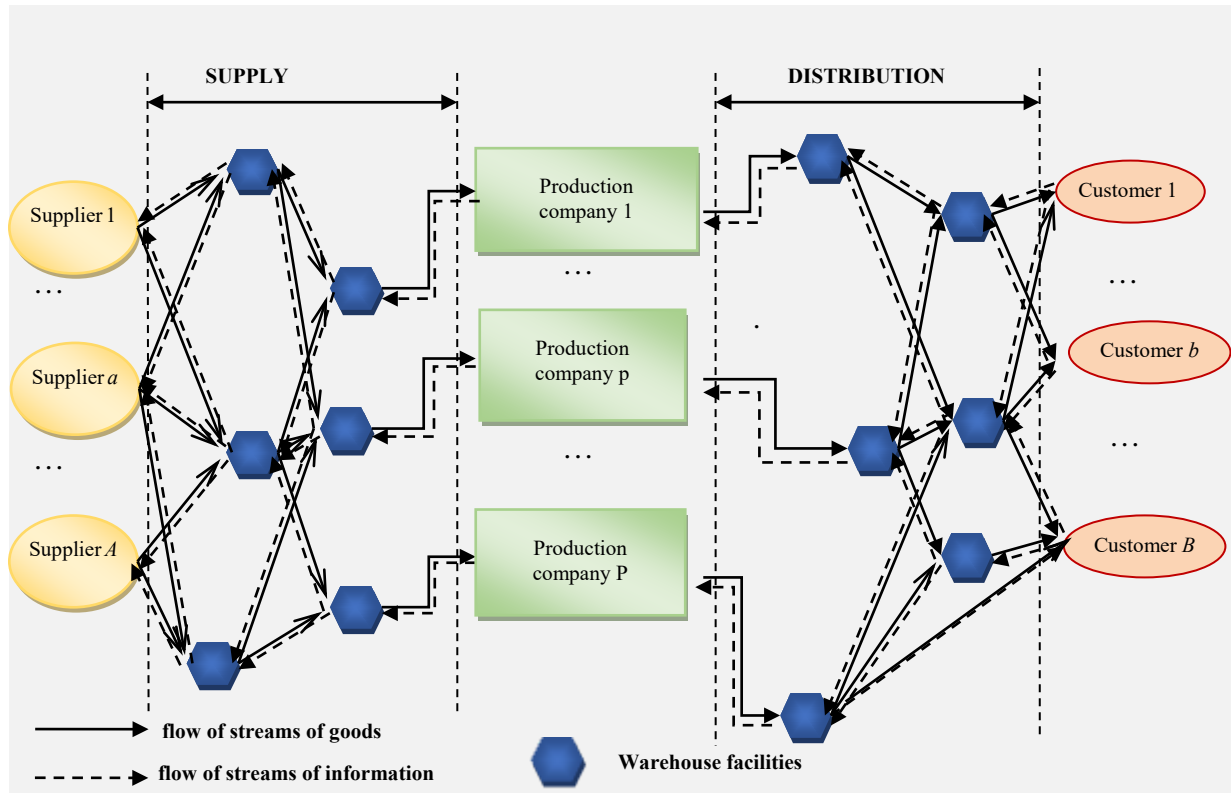 SUPPLY
DISTRIBUTION
Supplier 1
…
Supplier a
…
Supplier A
Production
company 1
…
Production
company p
…
Production
company P
.
Customer 1
…
Customer b
…
Customer B
flow of streams of goods
flow of streams of information
Warehouse facilities